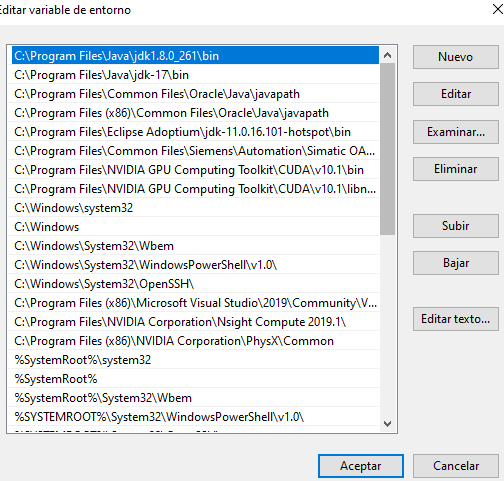 Editar variable de entorno
C:\Program Files\Java\jdk1.8.0_261\bin
C:\Program Files\Java\jdk-17\bin
C:\Program Files\Common Files\Oracle\Java\javapath
C:\Program Files (x86)\Common Files\Oracle\Java\javapath
C:\Program Files\Eclipse Adoptium\jdk-11.0.16.101-hotspot\bin
C:\Program Files\Common Files\Siemens\Automation\Simatic OA...
C:\Program Files\NVIDIA GPU Computing Toolkit\CUDA\v10.1\bin
C:\Program Files\NVIDIA GPU Computing Toolkit\CUDA\v10.1\libn...
C:\Windows\system32
C:\Windows
C:\Windows\System32\Wbem
C:\Windows\System32\WindowsPowerShell\v1.0\
C:\Windows\System32\OpenSSH\
C:\Program Files (x86)\Microsoft Visual Studio\2019\Community\V...
C:\Program Files\NVIDIA Corporation\Nsight Compute 2019.1\
C:\Program Files (x86)\NVIDIA Corporation\PhysX\Common
%SystemRoot%\system32
%SystemRoot%
%SystemRoot%\System32\Wbem
%SYSTEMROOT%\System32\WindowsPowerShell\v1.0\
Nuevo
Editar
Examinar...
Eliminar
Subir
Bajar
Editar texto...
Aceptar
Cancelar